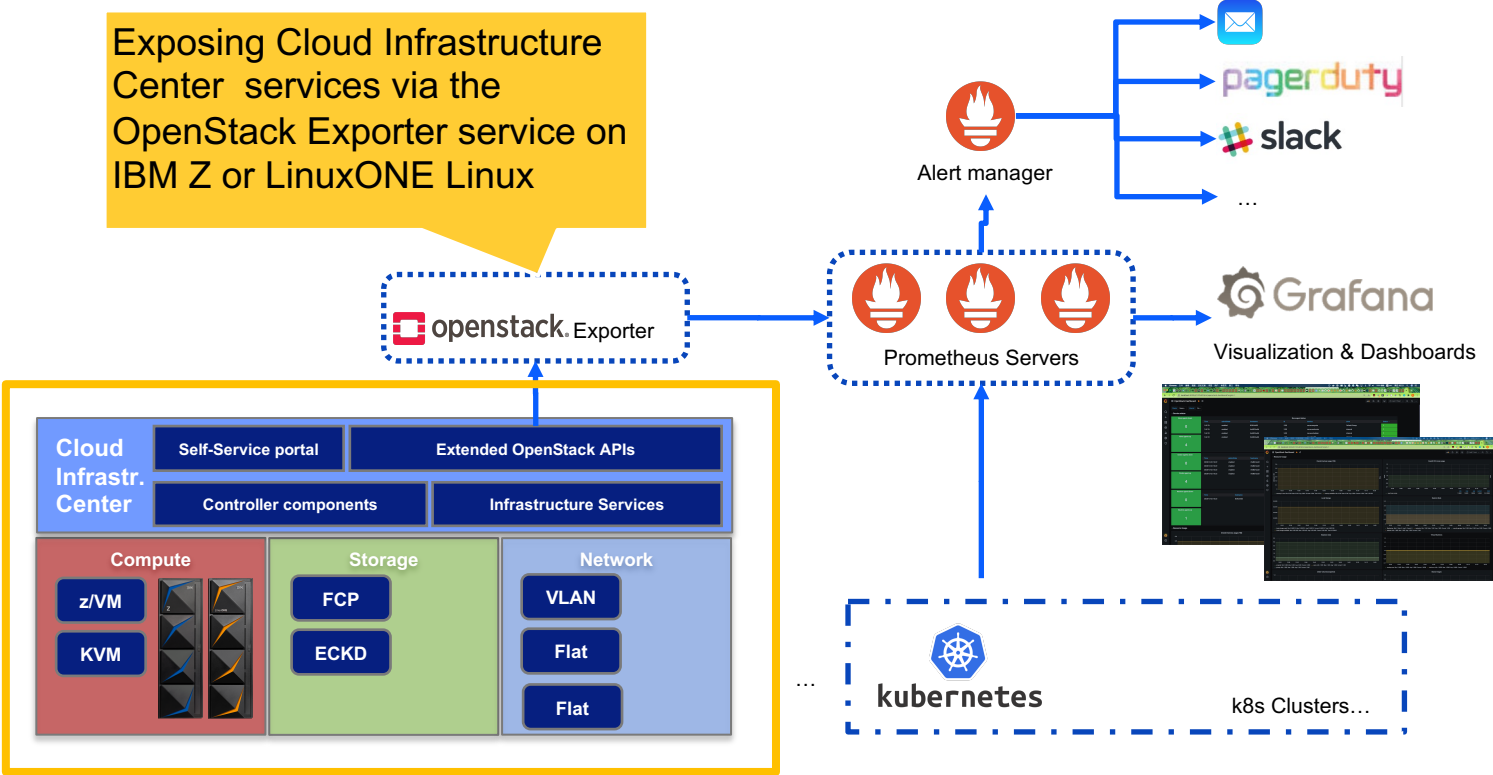 Exposing Cloud Infrastructure
Center services via the
OpenStack Exporter service on
IBM Z or LinuxONE Linux
pagerduty
slack
...
Alert manager
openstack. Exporter
Prometheus Servers
Grafana
Visualization & Dashboards
Cloud
Infrastr.
Center
Self-Service portal
Extended OpenStack APIs
Controller components
Infrastructure Services
Compute
z/VM
KVM
Storage
FCP
ECKD
Network
VLAN
Flat
Flat
...
kubernetes
k8s Clusters...